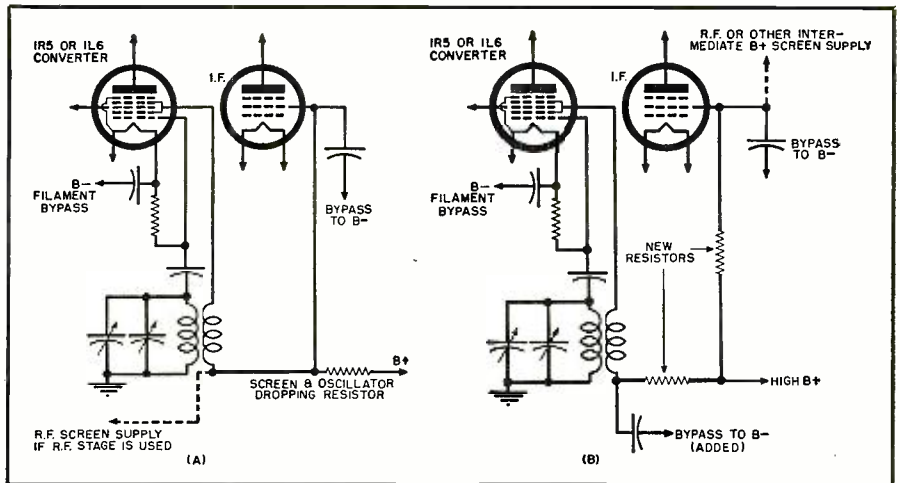 1R5 OR 1L6
CONVERTER
I.F.
B-
FILAMENT
BYPASS
BYPASS
TO B-
B+
SCREEN & OSCILLATOR
DROPPING RESISTOR
R.F. SCREEN SUPPLY
IF R.F. STAGE IS USED
(A)
1R5 OR 1L6
CONVERTER
R.F. OR OTHER INTER-
MEDIATE B+ SCREEN SUPPLY
I.F.
B-
FILAMENT
BYPASS
BYPASS
TO B-
NEW
RESISTORS
HIGH B+
BYPASS TO B-
(ADDED)
(B)